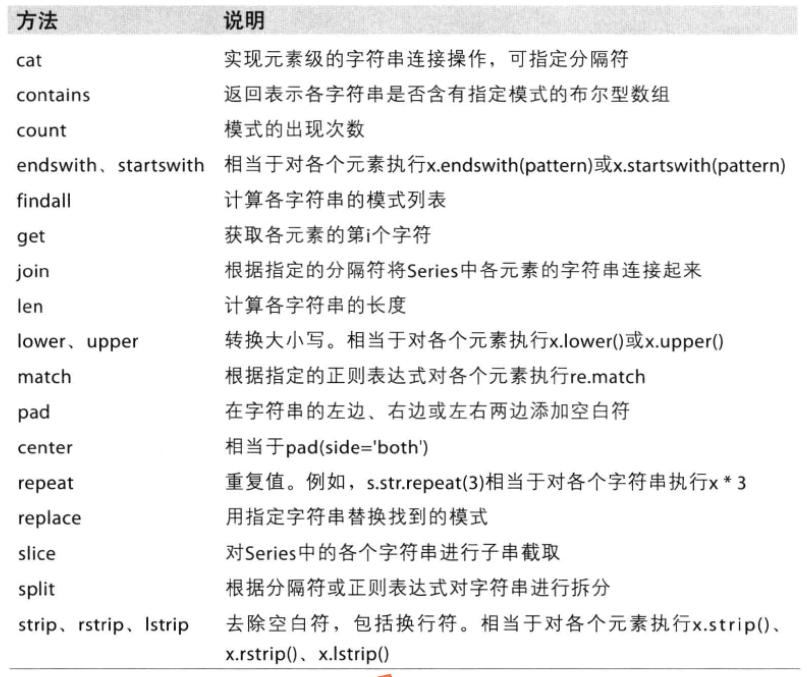 方法 说明
cat 实现元素级的字符串连接操作，可指定分隔符
contains 返回表示各字符串是否含有指定模式的布尔型数组
count 模式的出现次数
endswith、startswith 相当于对各个元素执行x.endswith(pattern)或x.startswith(pattern)
findall 计算各字符串的模式列表
get 获取各元素的第i个字符
join 根据指定的分隔符将Series中各元素的字符串连接起来
len 计算各字符串的长度
lower、upper 转换大小写。相当于对各个元素执行x.lower()或x.upper()
match 根据指定的正则表达式对各个元素执行re.match
pad 在字符串的左边、右边或左右两边添加空白符
center 相当于pad(side='both')
repeat 重复值。例如，s.str.repeat(3)相当于对各个字符串执行x * 3
replace 用指定字符串替换找到的模式
slice 对Series中的各个字符串进行子串截取
split 根据分隔符或正则表达式对字符串进行拆分
strip、rstrip、lstrip 去除空白符，包括换行符。相当于对各个元素执行x.strip()、
x.rstrip()、x.lstrip()